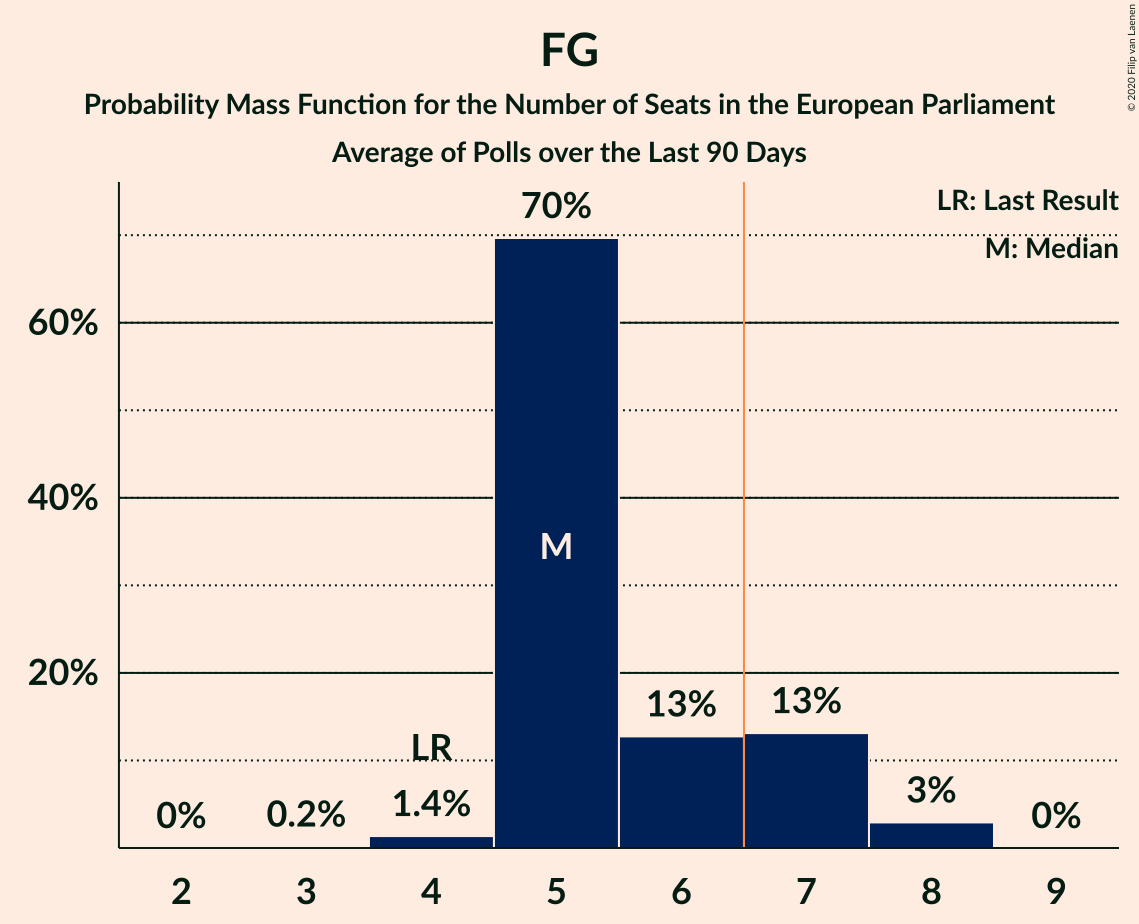 FG
Probability Mass Function for the Number of Seats in the European Parliament
Average of Polls over the Last 90 Days
© 2020 Filip van Laenen
LR: Last Result
M: Median
70%
60%
40%
20%
M
LR
0%
0.2%
1.4%
13%
13%
3%
0%
2 3 4 5 6 7 8 9